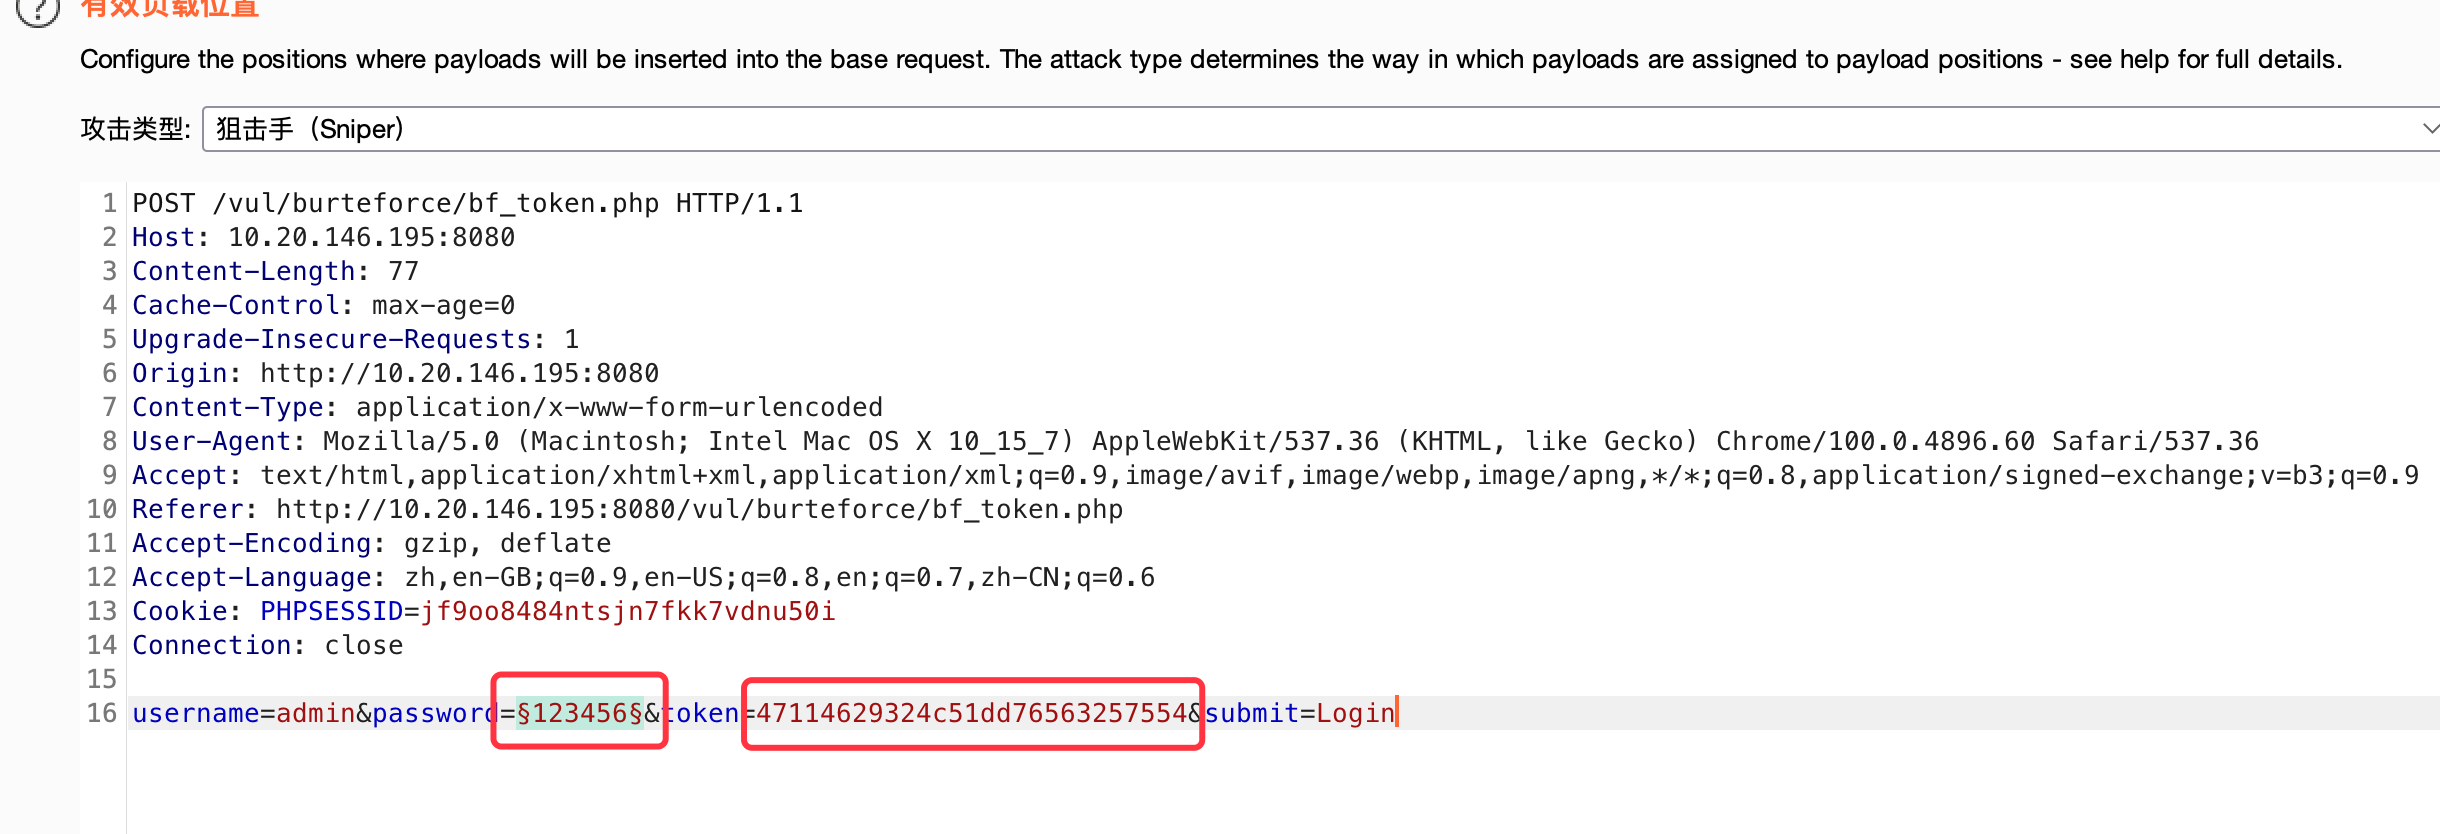 有效负载位置
Configure the positions where payloads will be inserted into the base request. The attack type determines the way in which payloads are assigned to payload positions - see help for full details.
攻击类型: 狙击手（Sniper）
1 POST /vul/burteforce/bf_token.php HTTP/1.1
2 Host: 10.20.146.195:8080
3 Content-Length: 77
4 Cache-Control: max-age=0
5 Upgrade-Insecure-Requests: 1
6 Origin: http://10.20.146.195:8080
7 Content-Type: application/x-www-form-urlencoded
8 User-Agent: Mozilla/5.0 (Macintosh; Intel Mac OS X 10_15_7) AppleWebKit/537.36 (KHTML, like Gecko) Chrome/100.0.4896.60 Safari/537.36
9 Accept: text/html,application/xhtml+xml,application/xml;q=0.9,image/avif,image/webp,image/apng,*/*;q=0.8,application/signed-exchange;v=b3;q=0.9
10 Referer: http://10.20.146.195:8080/vul/burteforce/bf_token.php
11 Accept-Encoding: gzip, deflate
12 Accept-Language: zh,en-GB;q=0.9,en-US;q=0.8,en;q=0.7,zh-CN;q=0.6
13 Cookie: PHPSESSID=jf9oo8484ntsjn7fkk7vdnu50i
14 Connection: close
15
16 username=admin&password=§123456§&token=47114629324c51dd76563257554&submit=Login